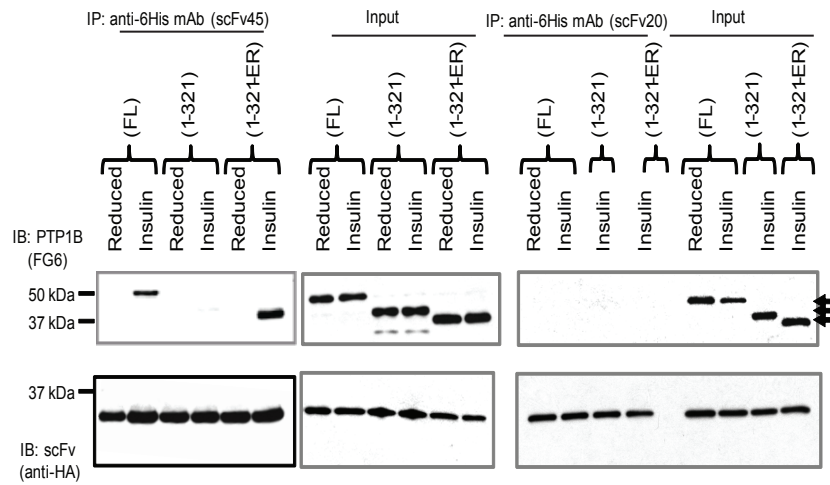 IP: anti-6His mAb (scFv45)
Input
IP: anti-6His mAb (scFv20)
Input
(FL)
(1-321)
(1-321-ER)
(FL)
(1-321)
(1-321-ER)
(FL)
(1-321)
(1-321-ER)
(FL)
(1-321)
(1-321-ER)
Reduced
Insulin
Reduced
Insulin
Reduced
Insulin
Reduced
Insulin
Reduced
Insulin
Reduced
Insulin
Reduced
Insulin
Insulin
Insulin
Reduced
Insulin
Insulin
Insulin
IB: PTP1B
(FG6)
50 kDa
37 kDa
37 kDa
IB: scFv
(anti-HA)